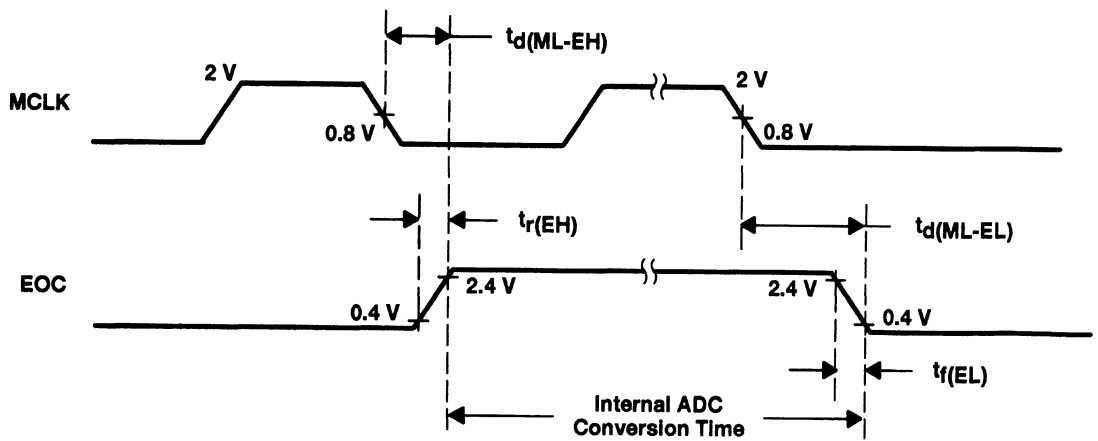 td(ML-EH)
2 V
2 V
MCLK
0.8 V
0.8 V
tr(EH)
td(ML-EL)
EOC
2.4 V
2.4 V
0.4 V
0.4 V
tf(EL)
Internal ADC
Conversion Time